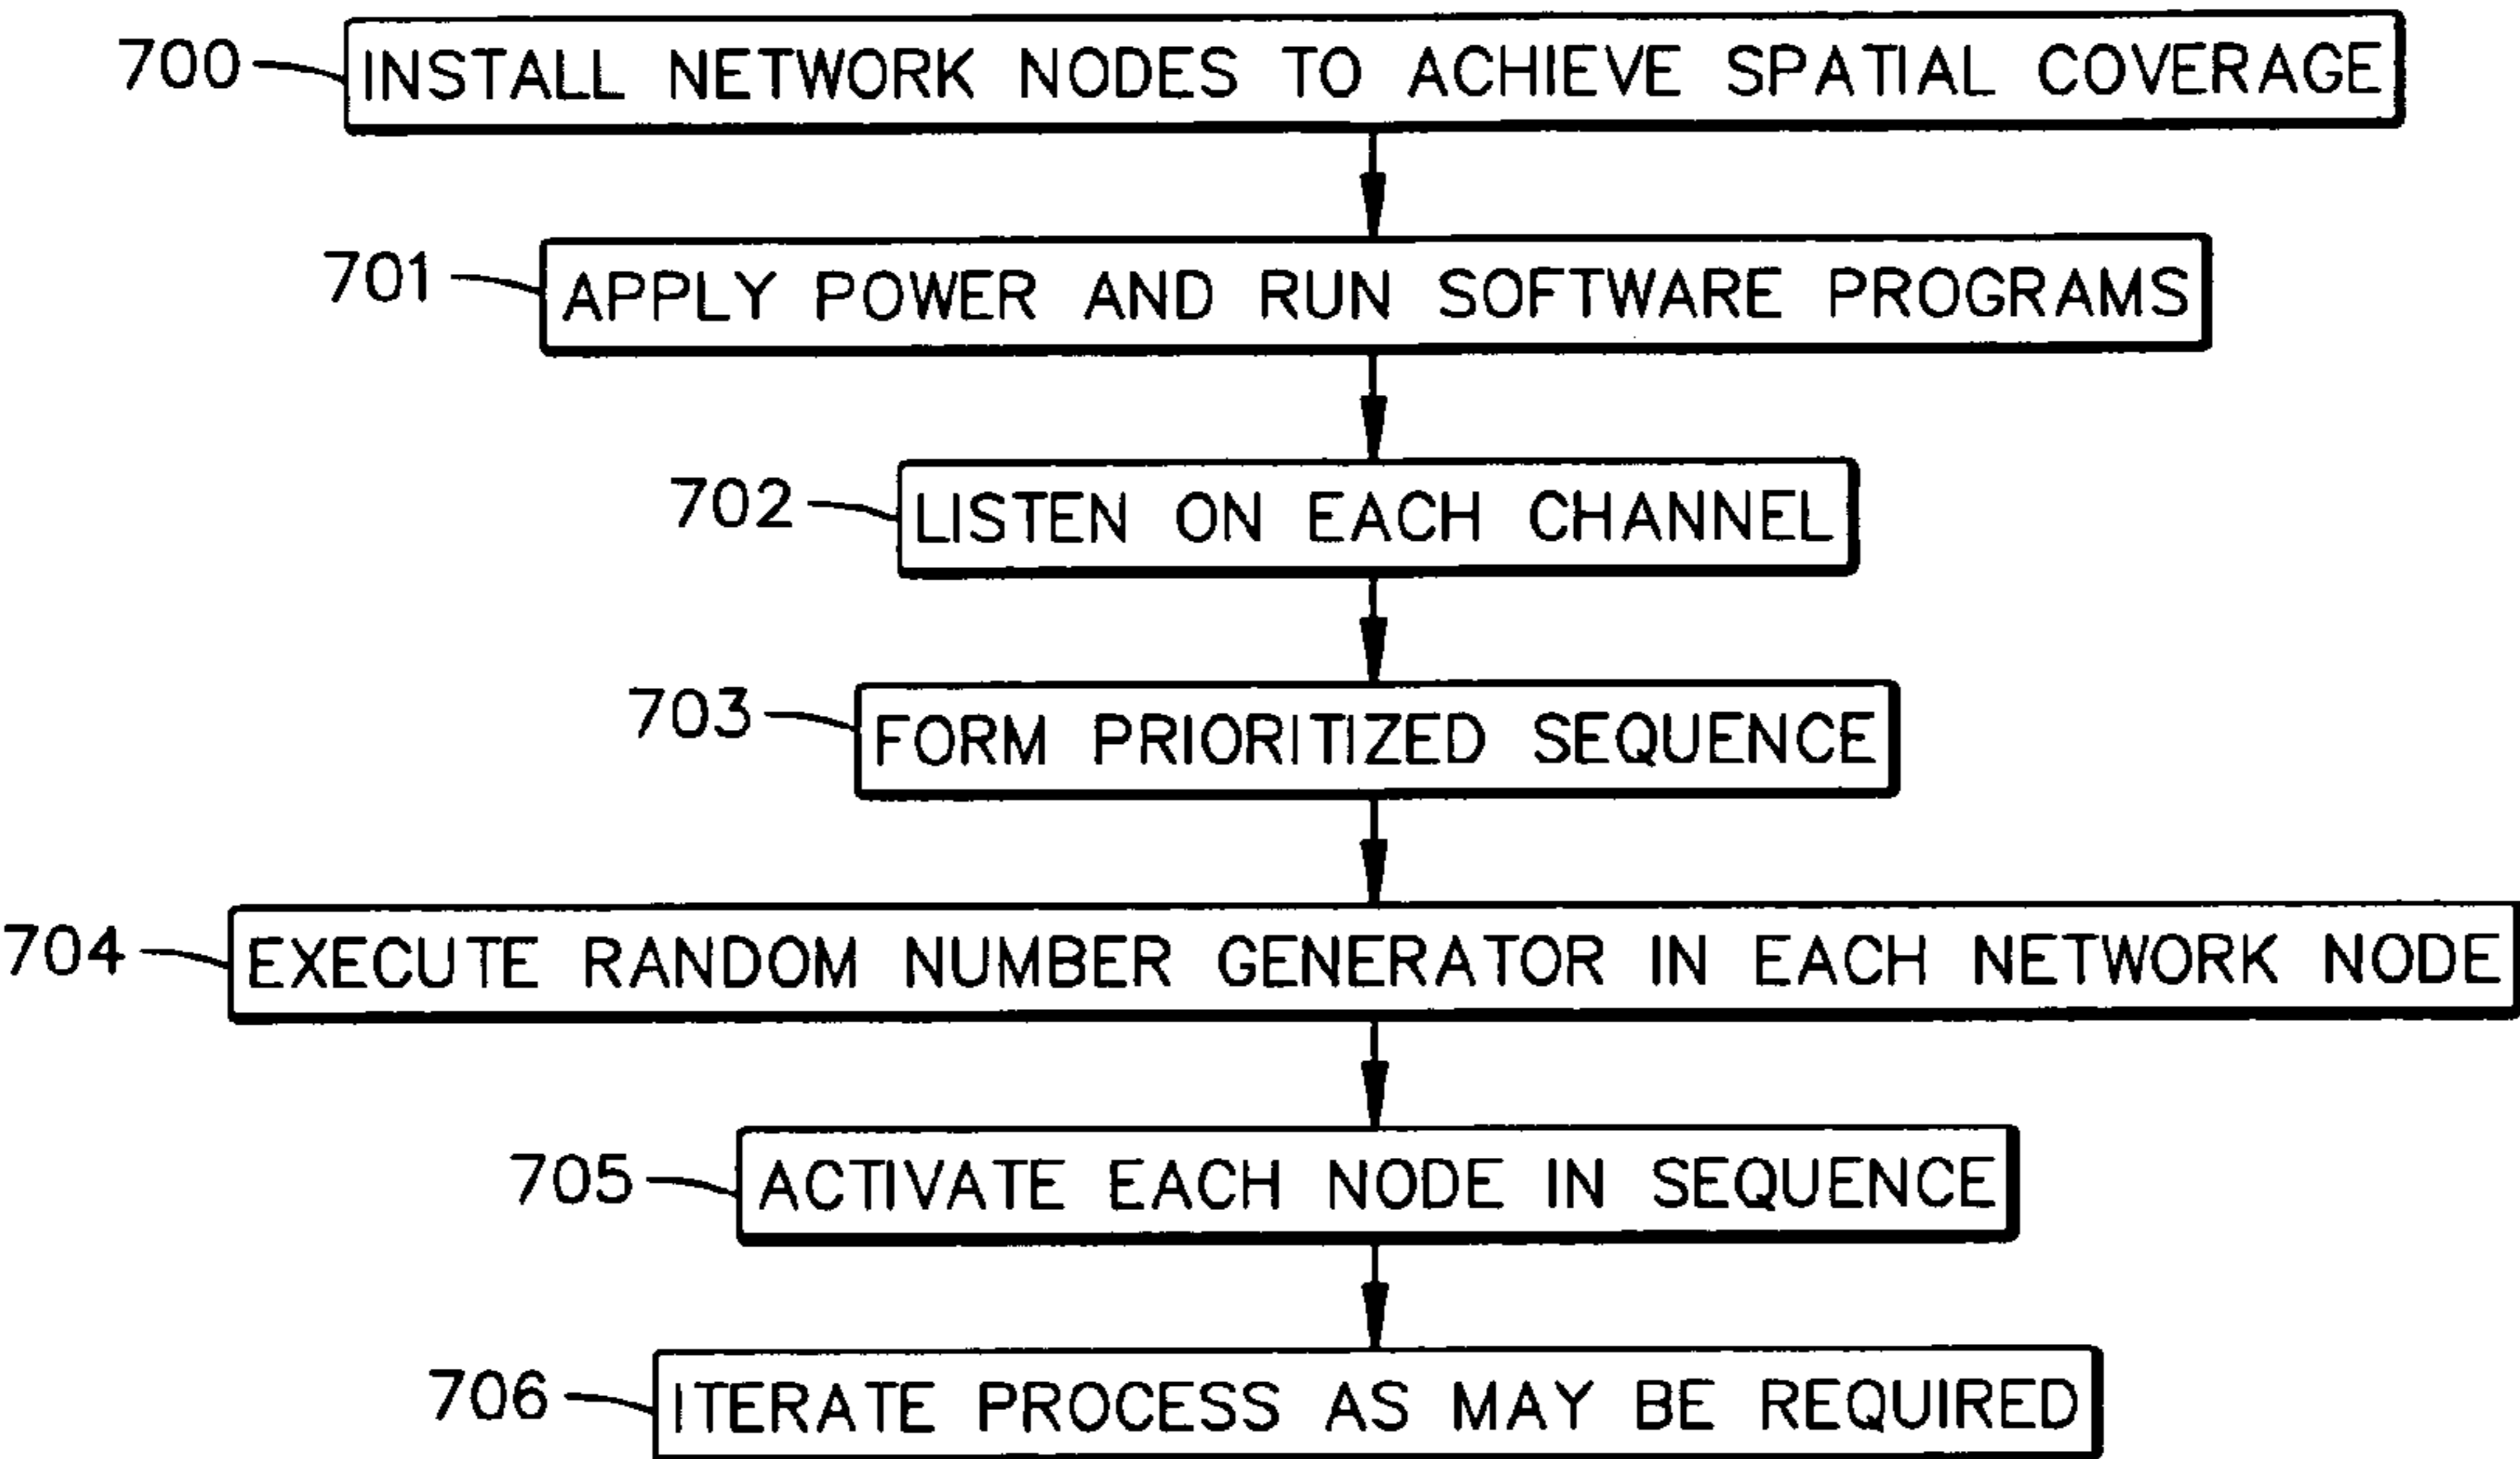 700 INSTALL NETWORK NODES TO ACHIEVE SPATIAL COVERAGE
701 APPLY POWER AND RUN SOFTWARE PROGRAMS
702 LISTEN ON EACH CHANNEL
703 FORM PRIORITIZED SEQUENCE
704 EXECUTE RANDOM NUMBER GENERATOR IN EACH NETWORK NODE
705 ACTIVATE EACH NODE IN SEQUENCE
706 ITERATE PROCESS AS MAY BE REQUIRED